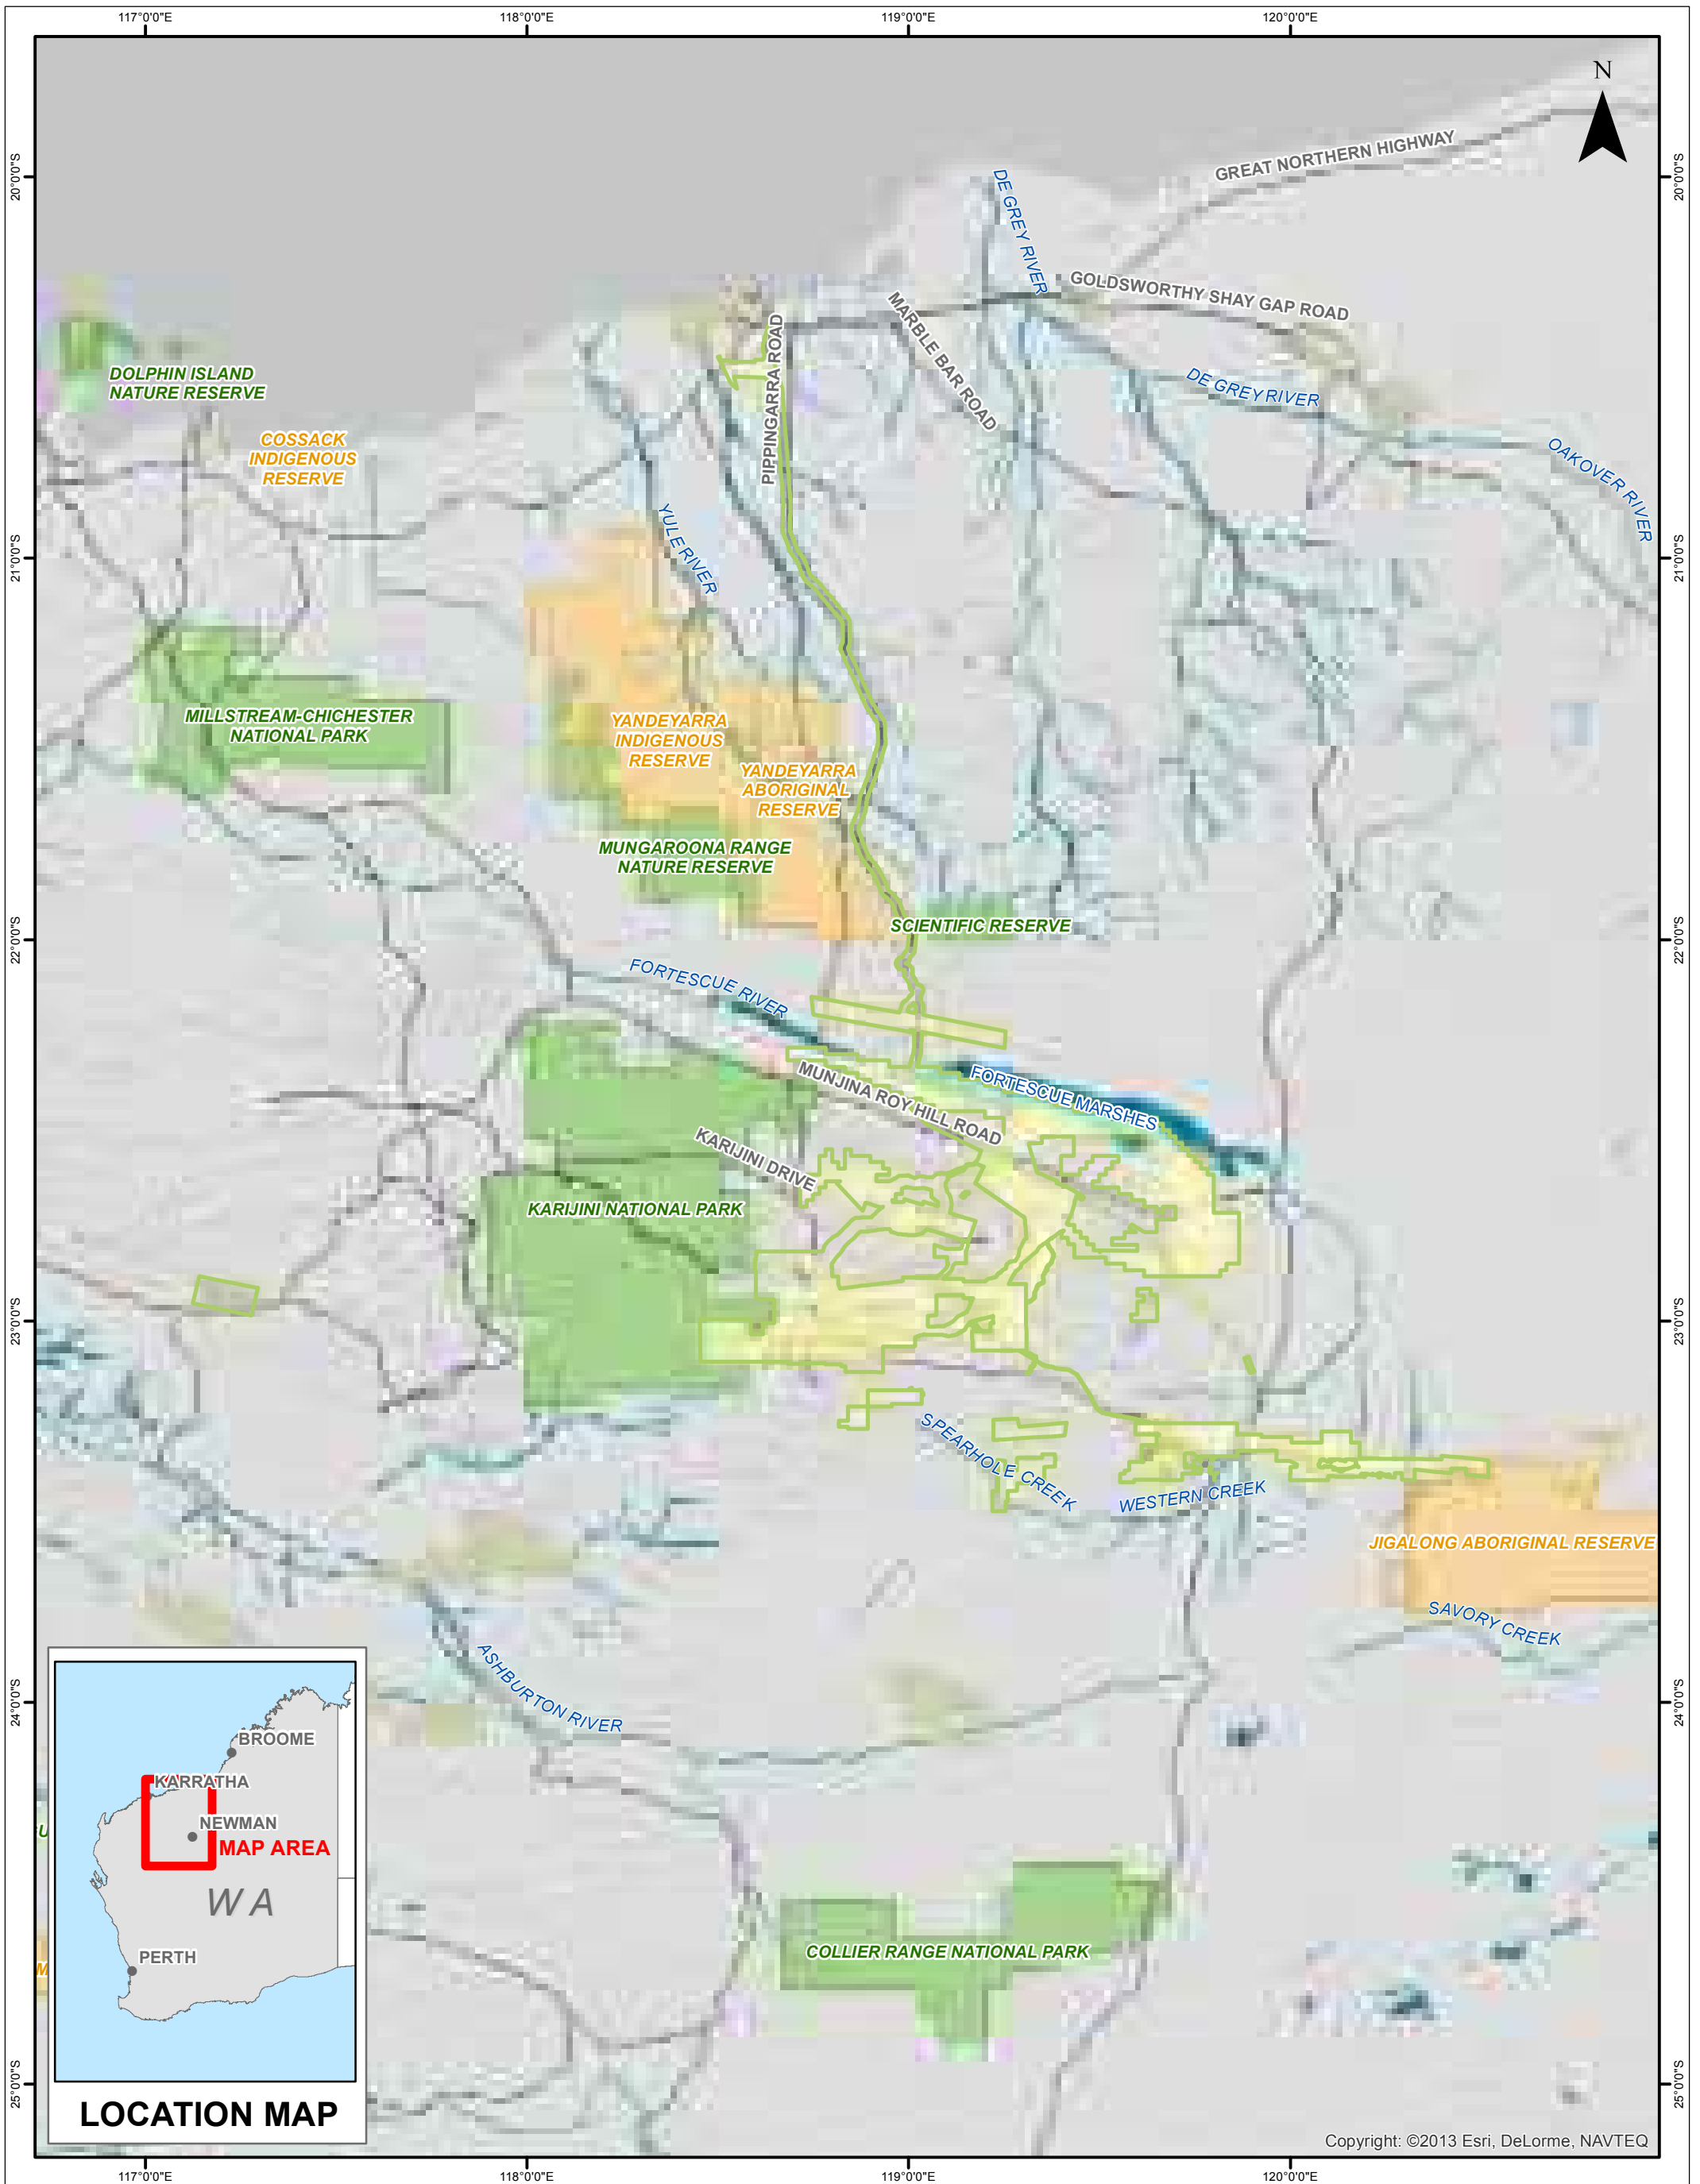 117°0'0"E
118°0'0"E
119°0'0"E
120°0'0"E
N
GREAT NORTHERN HIGHWAY
20°0'0"S
20°0'0"S
DE GREY RIVER
GOLDSWORTHY SHAY GAP ROAD
MARBLE BAR ROAD
PIPPINGARRA ROAD
DOLPHIN ISLAND
NATURE RESERVE
DE GREY RIVER
COSSACK
INDIGENOUS
RESERVE
OAKOVER RIVER
YULE RIVER
21°0'0"S
21°0'0"S
MILLSTREAM-CHICHESTER
NATIONAL PARK
YANDEYARRA
INDIGENOUS
RESERVE
YANDEYARRA
ABORIGINAL
RESERVE
MUNGAROONA RANGE
NATURE RESERVE
SCIENTIFIC RESERVE
22°0'0"S
22°0'0"S
FORTESCUE RIVER
MUNJINA ROY HILL ROAD
FORTESCUE MARSHES
KARIJINI DRIVE
KARIJINI NATIONAL PARK
23°0'0"S
23°0'0"S
SPEARHOLE CREEK
WESTERN CREEK
JIGALONG ABORIGINAL RESERVE
SAVORY CREEK
ASHBURTON RIVER
24°0'0"S
24°0'0"S
BROOME
KARRATHA
NEWMAN
MAP AREA
WA
PERTH
LOCATION MAP
U
M
COLLIER RANGE NATIONAL PARK
25°0'0"S
25°0'0"S
Copyright: ©2013 Esri, DeLorme, NAVTEQ
117°0'0"E
118°0'0"E
119°0'0"E
120°0'0"E